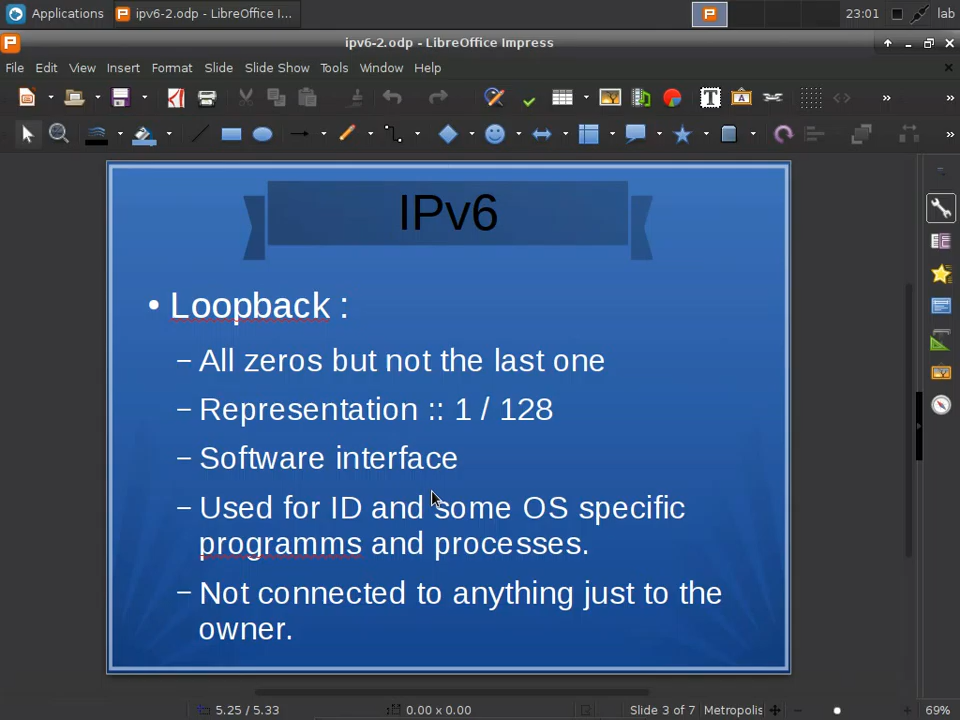 Applications
ipv6-2.odp - LibreOffice I...
23:01
lab
ipv6-2.odp - LibreOffice Impress
File Edit View Insert Format Slide Slide Show Tools Window Help
IPv6
• Loopback :
– All zeros but not the last one
– Representation :: 1 / 128
– Software interface
– Used for ID and some OS specific
programms and processes.
– Not connected to anything just to the
owner.
5.25 / 5.33
0.00 x 0.00
Slide 3 of 7
Metropolis
69%